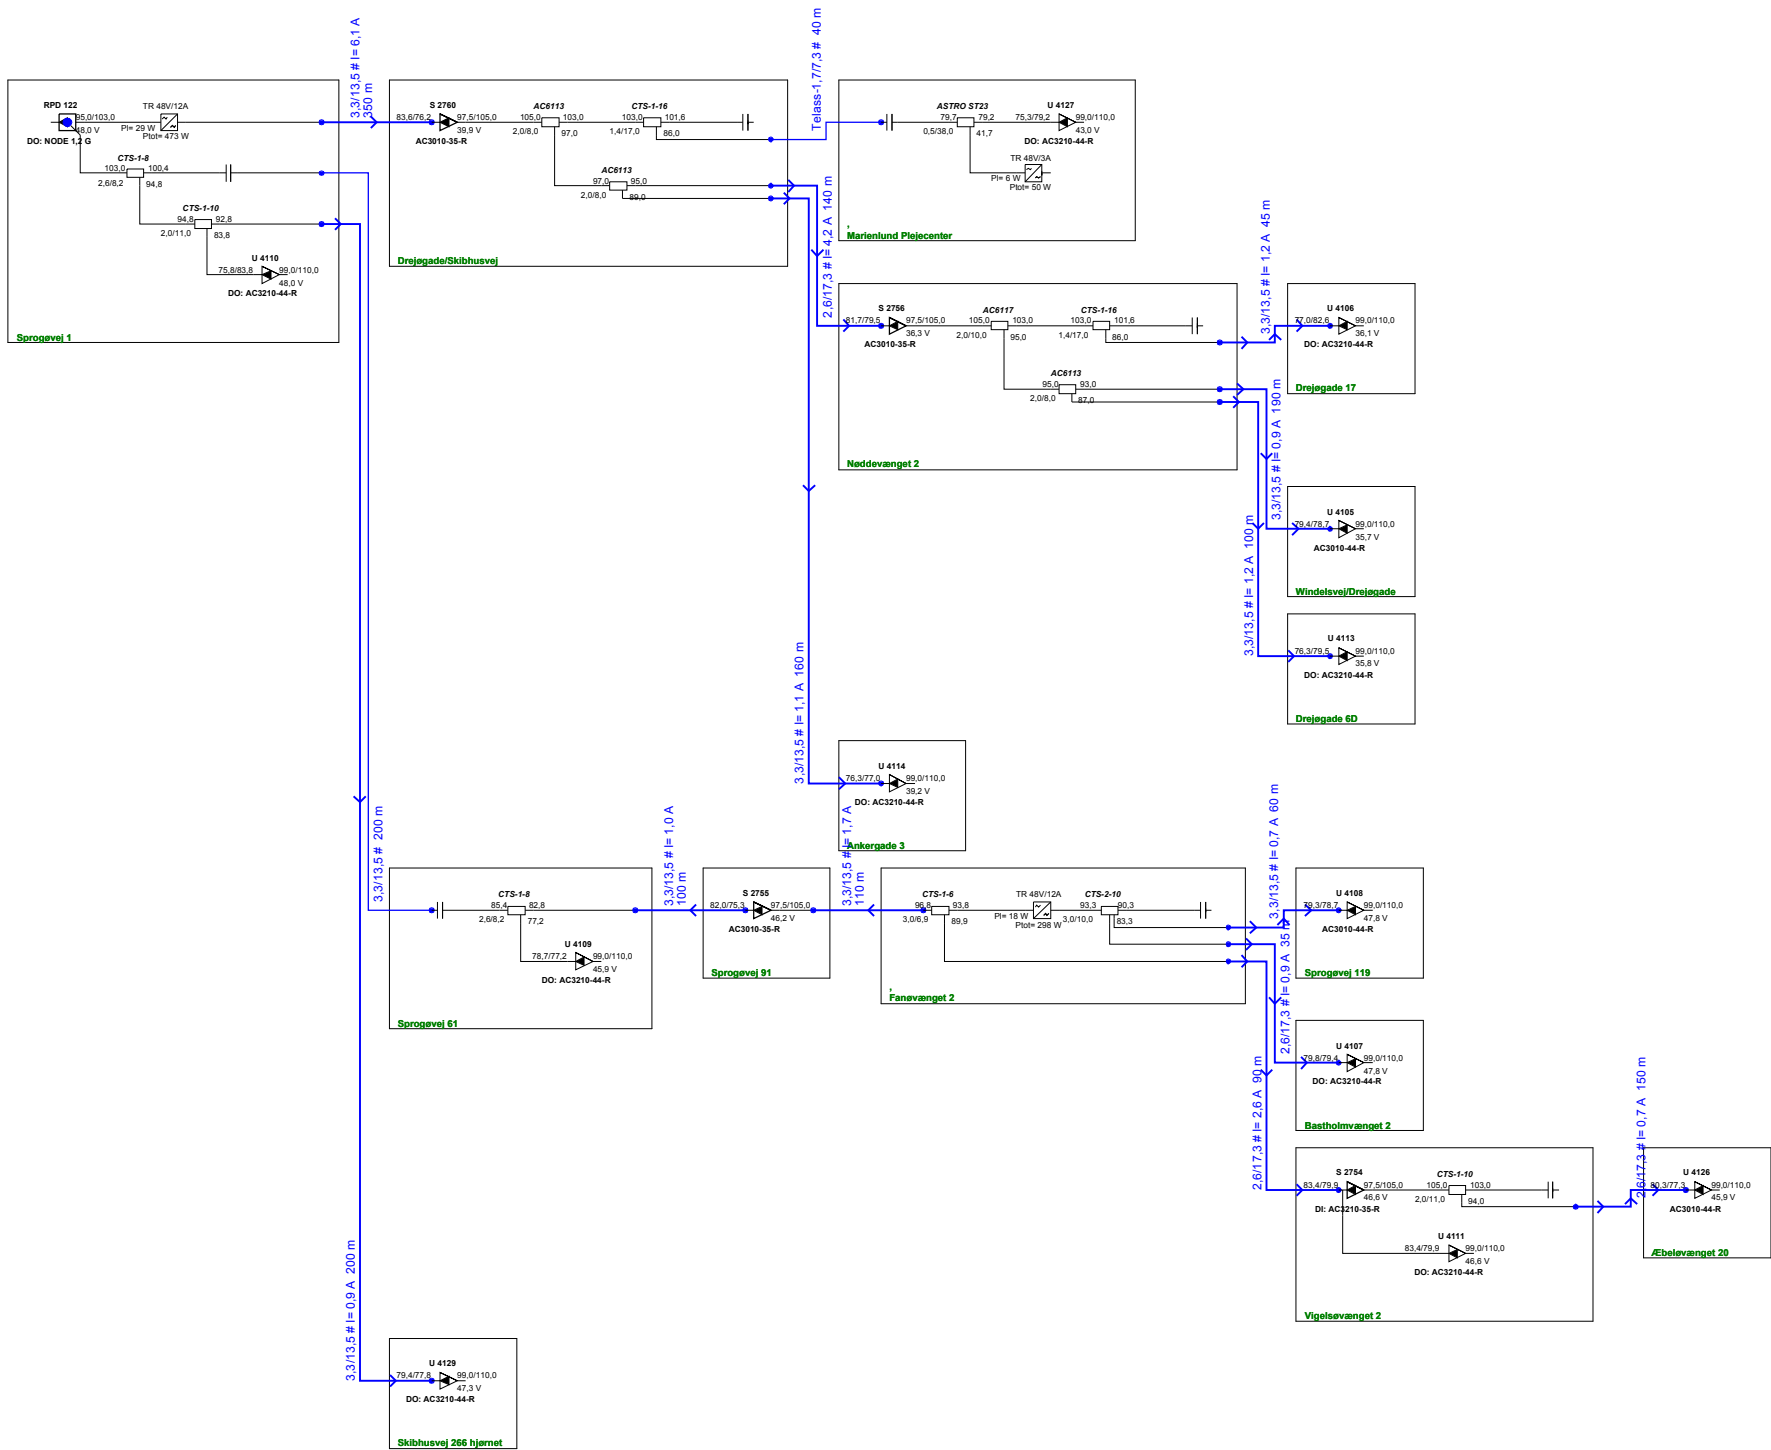 RPD 122
95,0/103,0
48,0 V
DO: NODE 1,2 G
TR 48V/12A
PI= 29 W
Ptot= 473 W
CTS-1-8
103,0
100,4
2,6/8,2
94,8
CTS-1-10
94,8
92,8
2,0/11,0
83,8
U 4110
75,8/83,8
99,0/110,0
48,0 V
DO: AC3210-44-R
Sprogøvej 1
3,3/13,5 # I= 6,1 A
350 m
S 2760
83,6/76,2
97,5/105,0
39,9 V
AC3010-35-R
AC6113
105,0
103,0
2,0/8,0
97,0
CTS-1-16
103,0
101,6
1,4/17,0
86,0
AC6113
97,0
95,0
2,0/8,0
89,0
Drejøgade/Skibhusvej
Telass-1,7/7,3 # 40 m
ASTRO ST23
79,7
79,2
0,5/38,0
41,7
U 4127
75,3/79,2
99,0/110,0
43,0 V
DO: AC3210-44-R
TR 48V/3A
PI= 6 W
Ptot= 50 W
,
Marienlund Plejecenter
2,6/17,3 # I= 4,2 A 140 m
S 2756
81,7/79,5
97,5/105,0
36,3 V
AC3010-35-R
AC6117
105,0
103,0
2,0/10,0
95,0
CTS-1-16
103,0
101,6
1,4/17,0
86,0
AC6113
95,0
93,0
2,0/8,0
87,0
Nøddevænget 2
3,3/13,5 # I= 1,2 A 45 m
U 4106
77,0/82,6
99,0/110,0
36,1 V
DO: AC3210-44-R
Drejøgade 17
3,3/13,5 # I= 0,9 A 190 m
U 4105
79,4/78,7
99,0/110,0
35,7 V
AC3010-44-R
Windelsvej/Drejøgade
3,3/13,5 # I= 1,2 A 100 m
U 4113
76,3/79,5
99,0/110,0
35,8 V
DO: AC3210-44-R
Drejøgade 6D
3,3/13,5 # I= 1,1 A 160 m
U 4114
76,3/77,0
99,0/110,0
39,2 V
DO: AC3210-44-R
Ankergade 3
3,3/13,5 # 200 m
CTS-1-8
85,4
82,8
2,6/8,2
77,2
U 4109
78,7/77,2
99,0/110,0
45,9 V
DO: AC3210-44-R
Sprogøvej 61
3,3/13,5 # I= 1,0 A
100 m
S 2755
82,0/75,3
97,5/105,0
46,2 V
AC3010-35-R
Sprogøvej 91
3,3/13,5 # I= 1,7 A
110 m
CTS-1-6
96,8
93,8
3,0/6,9
89,9
TR 48V/12A
PI= 18 W
Ptot= 298 W
CTS-2-10
90,3
3,0/10,0
83,3
,
Fanøvænget 2
3,3/13,5 # I= 0,7 A 60 m
U 4108
79,3/78,7
99,0/110,0
47,8 V
AC3010-44-R
Sprogøvej 119
2,6/17,3 # I= 0,9 A 35 m
U 4107
79,8/79,4
99,0/110,0
47,8 V
DO: AC3210-44-R
Bastholmvænget 2
2,6/17,3 # I= 2,6 A 90 m
S 2754
83,4/79,9
97,5/105,0
46,6 V
DI: AC3210-35-R
CTS-1-10
105,0
103,0
2,0/11,0
94,0
U 4111
83,4/79,9
99,0/110,0
46,6 V
DO: AC3210-44-R
Vigelsøvænget 2
2,6/17,3 # I= 0,7 A 150 m
U 4126
80,3/77,3
99,0/110,0
45,9 V
AC3010-44-R
Æbeløvænget 20
3,3/13,5 # I= 0,9 A 200 m
U 4129
79,4/77,8
99,0/110,0
47,3 V
DO: AC3210-44-R
Skibhusvej 266 hjørnet